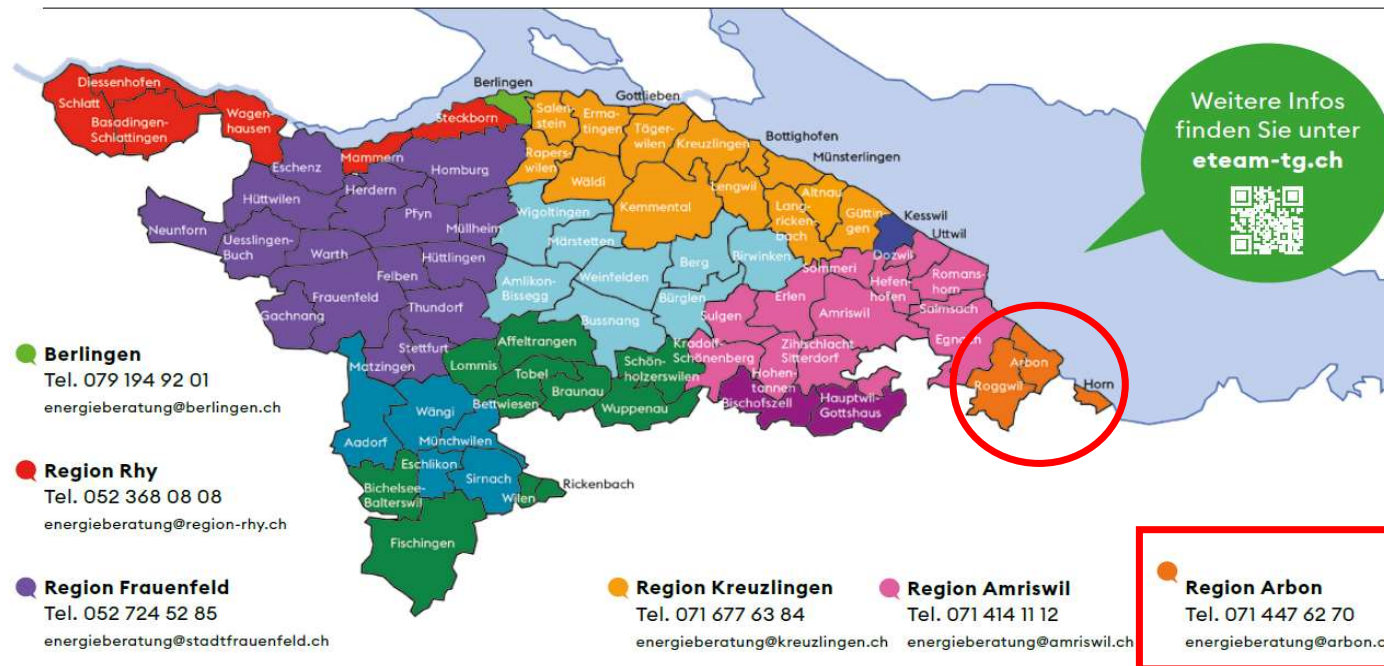 Berlingen
Gottlieben
Diessenhofen
Schlatt
Basadingen-
Schlattingen
Wagen-
hausen
Steckborn
Salen-
stein
Erma-
tingen
Täger-
wilen
Kreuzlingen
Bottighofen
Münsterlingen
Eschenz
Mammern
Homburg
Rapers-
wilen
Wäldi
Lengwil
Altnau
Hüttwilen
Herdern
Pfyn
Müllheim
Wigoltingen
Kemmental
Lang-
ricken-
bach
Güttin-
gen
Kesswil
Uttwil
Neunforn
Uesslingen-
Buch
Warth
Hüttlingen
Märstetten
Berg
Birwinken
Dozwil
Sommeri
Romans-
horn
Felben
Amlikon-
Bissegg
Weinfelden
Hefen-
hofen
Frauenfeld
Thundorf
Bürglen
Erlen
Salmsach
Gachnang
Bussnang
Sulgen
Amriswil
Stettfurt
Affeltrangen
Kradolf-
Schönenberg
Zihlschlacht
Sitterdorf
Egnach
Matzingen
Lommis
Tobel
Schön-
holzerswilen
Hohen-
tannen
Arbon
Roggwil
Horn
Braunau
Bettwiesen
Wuppenau
Bischofszell
Hauptwil-
Gottshaus
Wängi
Aadorf
Münchwilen
Eschlikon
Sirnach
Wilen
Rickenbach
Bichelsee-
Balterswil
Fischingen
Weitere Infos
finden Sie unter
eteam-tg.ch
Berlingen
Tel. 079 194 92 01
energieberatung@berlingen.ch
Region Rhy
Tel. 052 368 08 08
energieberatung@region-rhy.ch
Region Frauenfeld
Tel. 052 724 52 85
energieberatung@stadtfrauenfeld.ch
Region Kreuzlingen
Tel. 071 677 63 84
energieberatung@kreuzlingen.ch
Region Amriswil
Tel. 071 414 11 12
energieberatung@amriswil.ch
Region Arbon
Tel. 071 447 62 70
energieberatung@arbon.c